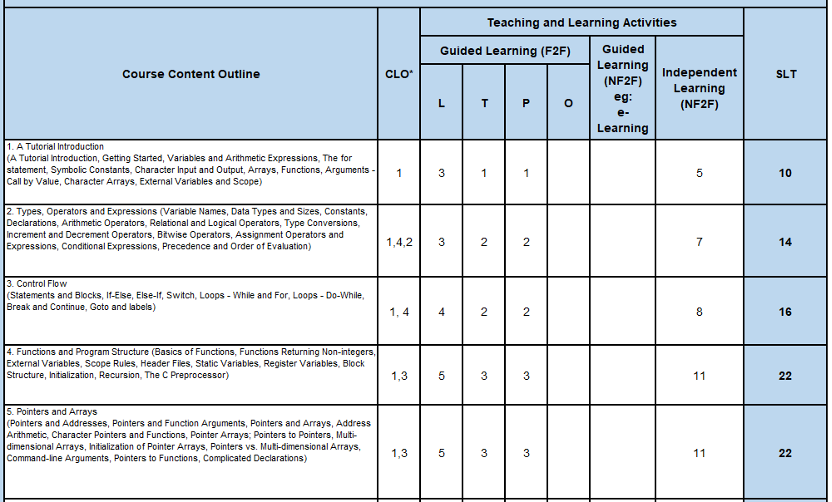 Teaching and Learning Activities
Course Content Outline
CLO*
Guided Learning (F2F)
Guided
Learning
(NF2F)
eg:
e-
Learning
Independent
Learning
(NF2F)
SLT
L T P O
1. A Tutorial Introduction
(A Tutorial Introduction, Getting Started, Variables and Arithmetic Expressions, The for
statement, Symbolic Constants, Character Input and Output, Arrays, Functions, Arguments -
Call by Value, Character Arrays, External Variables and Scope)
1 3 1 1 5 10
2. Types, Operators and Expressions (Variable Names, Data Types and Sizes, Constants,
Declarations, Arithmetic Operators, Relational and Logical Operators, Type Conversions,
Increment and Decrement Operators, Bitwise Operators, Assignment Operators and
Expressions, Conditional Expressions, Precedence and Order of Evaluation)
1,4,2 3 2 2 7 14
3. Control Flow
(Statements and Blocks, If-Else, Else-If, Switch, Loops - While and For, Loops - Do-While,
Break and Continue, Goto and labels)
1, 4 4 2 2 8 16
4. Functions and Program Structure (Basics of Functions, Functions Returning Non-integers,
External Variables, Scope Rules, Header Files, Static Variables, Register Variables, Block
Structure, Initialization, Recursion, The C Preprocessor)
1,3 5 3 3 11 22
5. Pointers and Arrays
(Pointers and Addresses, Pointers and Function Arguments, Pointers and Arrays, Address
Arithmetic, Character Pointers and Functions, Pointer Arrays; Pointers to Pointers, Multi-
dimensional Arrays, Initialization of Pointer Arrays, Pointers vs. Multi-dimensional Arrays,
Command-line Arguments, Pointers to Functions, Complicated Declarations)
1,3 5 3 3 11 22